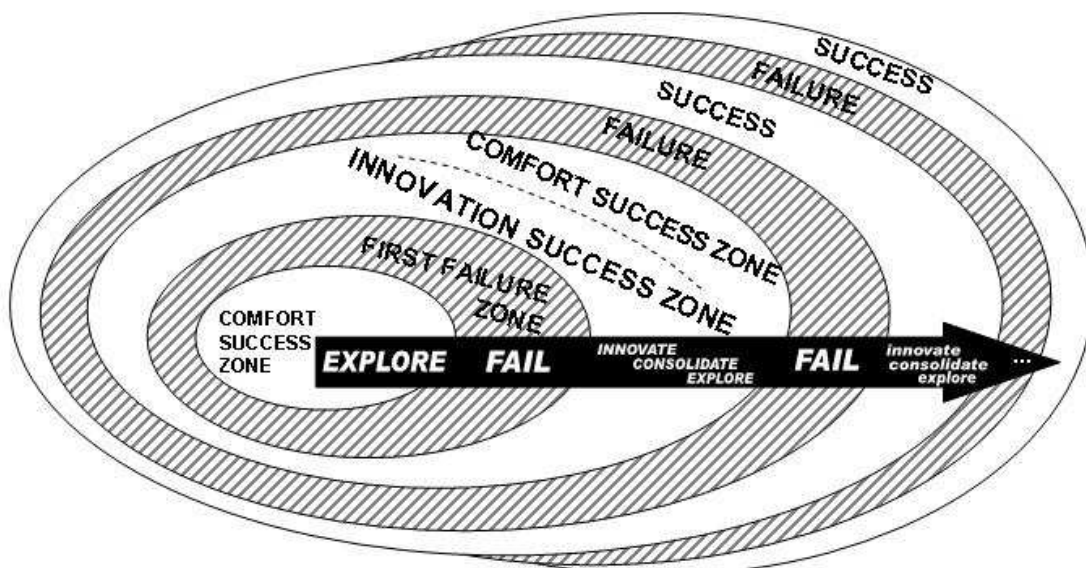 SUCCESS
FAILURE
SUCCESS
FAILURE
COMFORT SUCCESS ZONE
INNOVATION SUCCESS ZONE
FIRST FAILURE
ZONE
COMFORT
SUCCESS
ZONE
EXPLORE
FAIL
INNOVATE
CONSOLIDATE
EXPLORE
FAIL
innovate
consolidate
explore
...